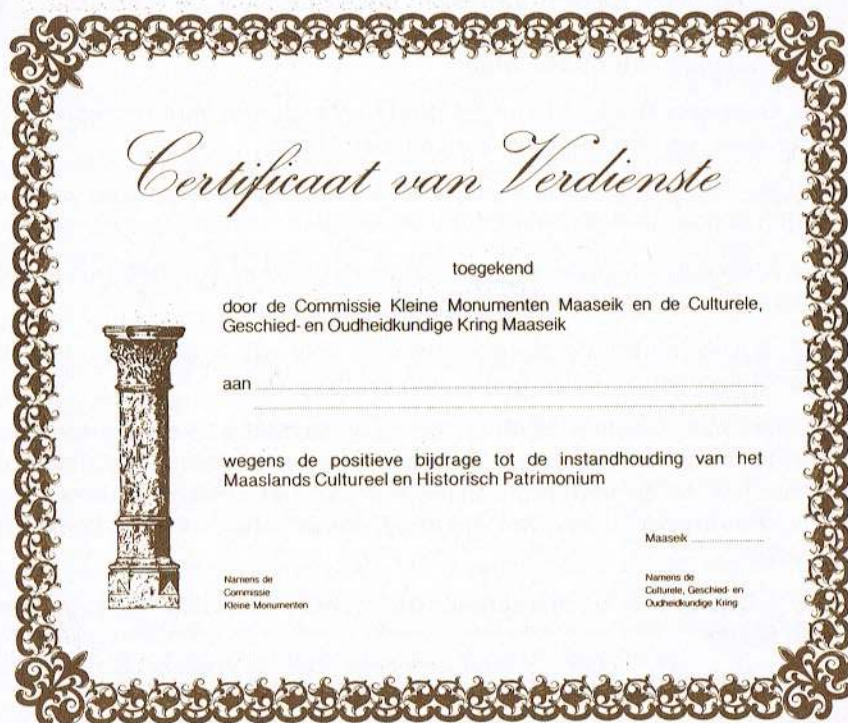 Certificaat van Verdienste
toegekend
door de Commissie Kleine Monumenten Maaseik en de Culturele,
Geschied- en Oudheidkundige Kring Maaseik
aan
wegens de positieve bijdrage tot de instandhouding van het
Maaslands Cultureel en Historisch Patrimonium
Maaseik
Namens de
Commissie
Kleine Monumenten
Namens de
Culturele, Geschied- en
Oudheidkundige Kring